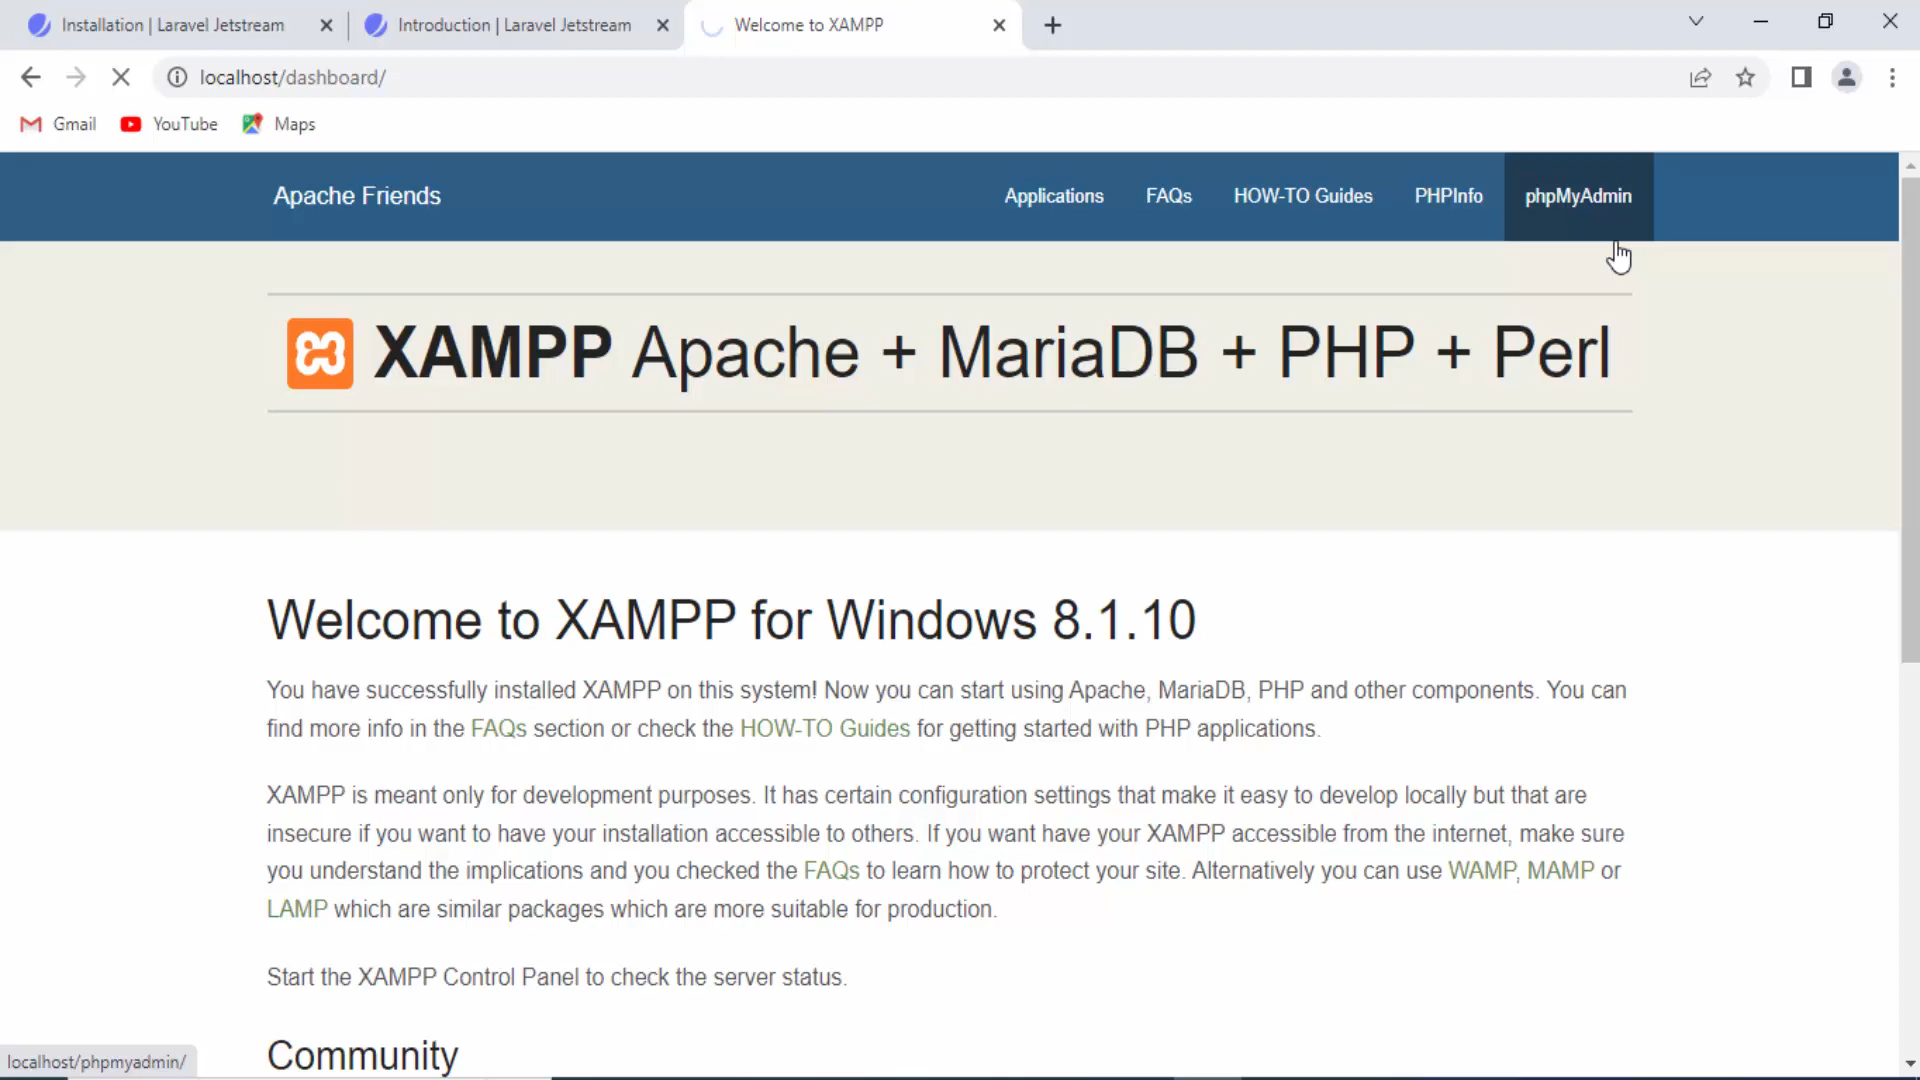 Installation | Laravel Jetstream
Introduction | Laravel Jetstream
Welcome to XAMPP
localhost/dashboard/
Gmail
YouTube
Maps
Apache Friends
Applications
FAQs
HOW-TO Guides
PHPInfo
phpMyAdmin
XAMPP Apache + MariaDB + PHP + Perl
Welcome to XAMPP for Windows 8.1.10
You have successfully installed XAMPP on this system! Now you can start using Apache, MariaDB, PHP and other components. You can
find more info in the FAQs section or check the HOW-TO Guides for getting started with PHP applications.
XAMPP is meant only for development purposes. It has certain configuration settings that make it easy to develop locally but that are
insecure if you want to have your installation accessible to others. If you want have your XAMPP accessible from the internet, make sure
you understand the implications and you checked the FAQs to learn how to protect your site. Alternatively you can use WAMP, MAMP or
LAMP which are similar packages which are more suitable for production.
Start the XAMPP Control Panel to check the server status.
Community
localhost/phpmyadmin/